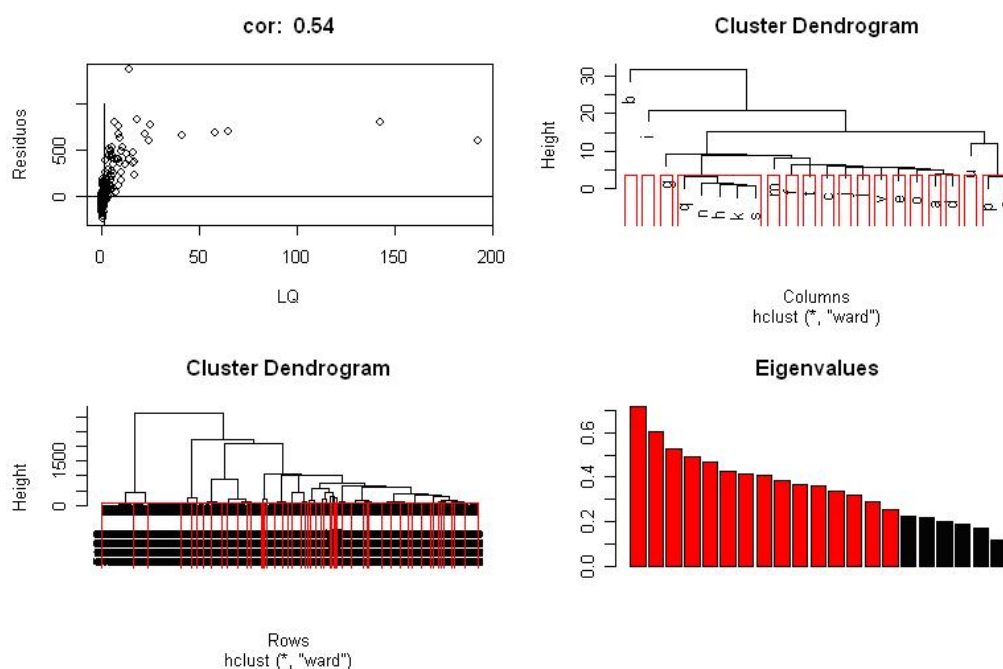 cor: 0.54
Residuos
500
0
0
50
100
150
200
LQ
Cluster Dendrogram
Height
30
20
10
0
b
i
g
q
n
h
k
s
m
f
t
c
j
l
v
e
o
a
d
u
p
Columns
hclust (*, "ward")
Cluster Dendrogram
Height
1500
0
Rows
hclust (*, "ward")
Eigenvalues
0.6
0.4
0.2
0.0